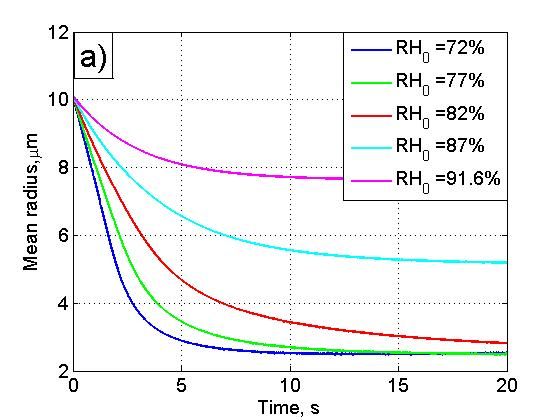 12
10
8
6
4
2
Mean radius,μm
a)
RH0 =72%
RH0 =77%
RH0 =82%
RH0 =87%
RH0 =91.6%
0
5
10
15
20
Time, s